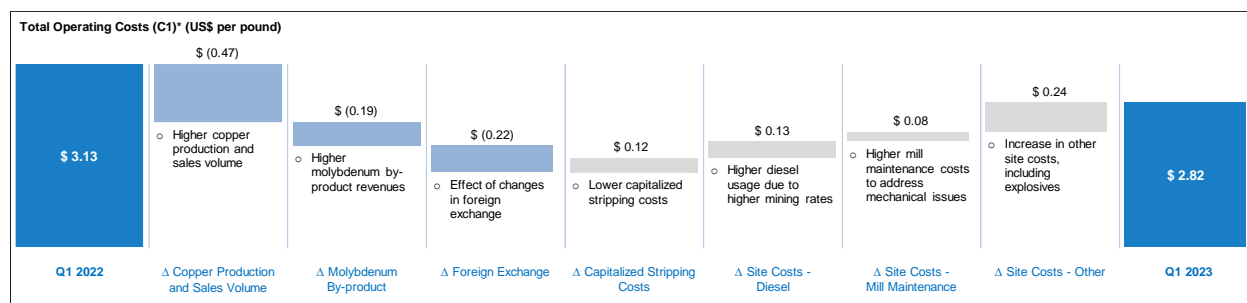 Total Operating Costs (C1)* (US$ per pound)
$ 3.13
$ (0.47)
o Higher copper
production and
sales volume
$ (0.19)
o Higher
molybdenum by-
product revenues
$ (0.22)
o Effect of changes
in foreign
exchange
$ 0.12
o Lower capitalized
stripping costs
$ 0.13
o Higher diesel
usage due to
higher mining rates
$ 0.08
o Higher mill
maintenance costs
to address
mechanical issues
$ 0.24
o Increase in other
site costs,
including
explosives
$ 2.82
Q1 2022
Δ Copper Production
and Sales Volume
Δ Molybdenum
By-product
Δ Foreign Exchange
Δ Capitalized Stripping
Costs
Δ Site Costs -
Diesel
Δ Site Costs -
Mill Maintenance
Δ Site Costs - Other
Q1 2023